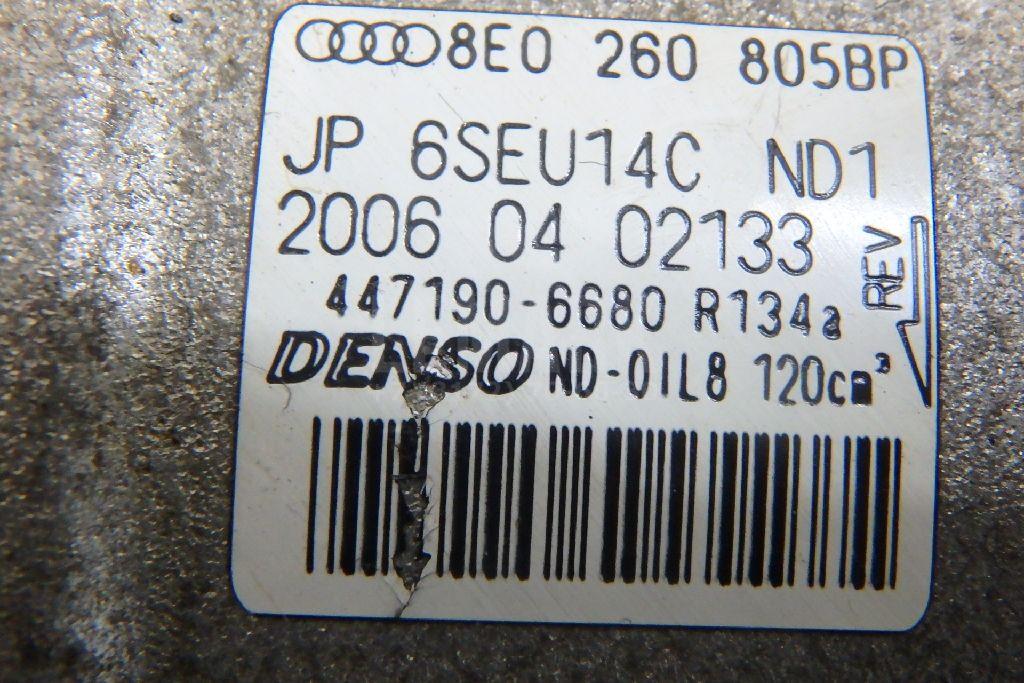 8E0 260 805BP
JP 6SEU14C ND1
2006 04 02133
REV
447190-6680 R134a
DENSO ND-OIL8 120cm³